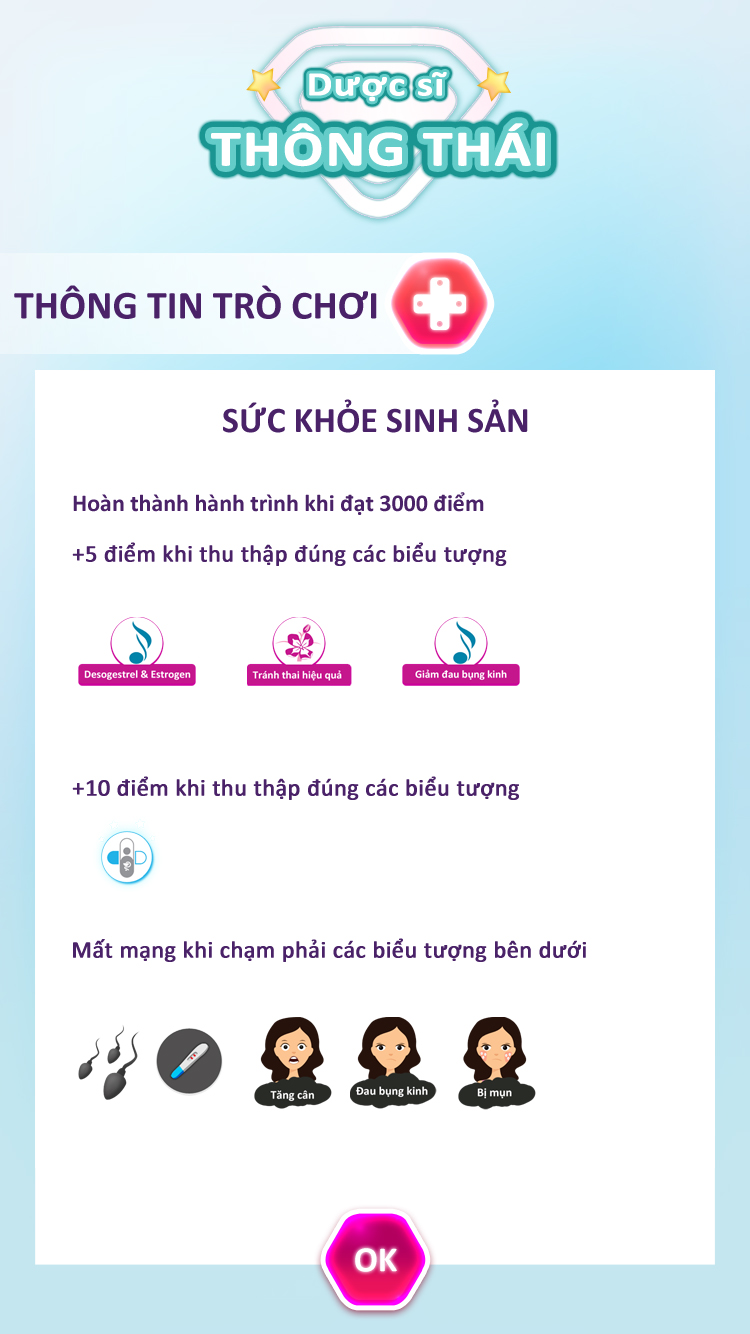 Dược sĩ
THÔNG THÁI
THÔNG TIN TRÒ CHƠI
SỨC KHỎE SINH SẢN
Hoàn thành hành trình khi đạt 3000 điểm
+5 điểm khi thu thập đúng các biểu tượng
Desogestrel & Estrogen
Tránh thai hiệu quả
Giảm đau bụng kinh
+10 điểm khi thu thập đúng các biểu tượng
Mất mạng khi chạm phải các biểu tượng bên dưới
Tăng cân
Đau bụng kinh
Bị mụn
OK